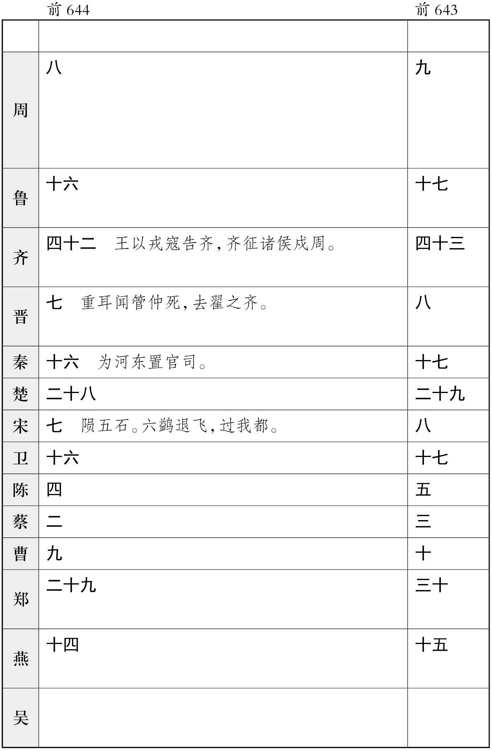 前 644 前 643
周 八 九
鲁 十六 十七
齐 四十二 王以戎寇告齐，齐征诸侯戍周。 四十三
晋 七 重耳闻管仲死，去翟之齐。 八
秦 十六 为河东置官司。 十七
楚 二十八 二十九
宋 七 陨五石。六鹢退飞，过我都。 八
卫 十六 十七
陈 四 五
蔡 二 三
曹 九 十
郑 二十九 三十
燕 十四 十五
吴